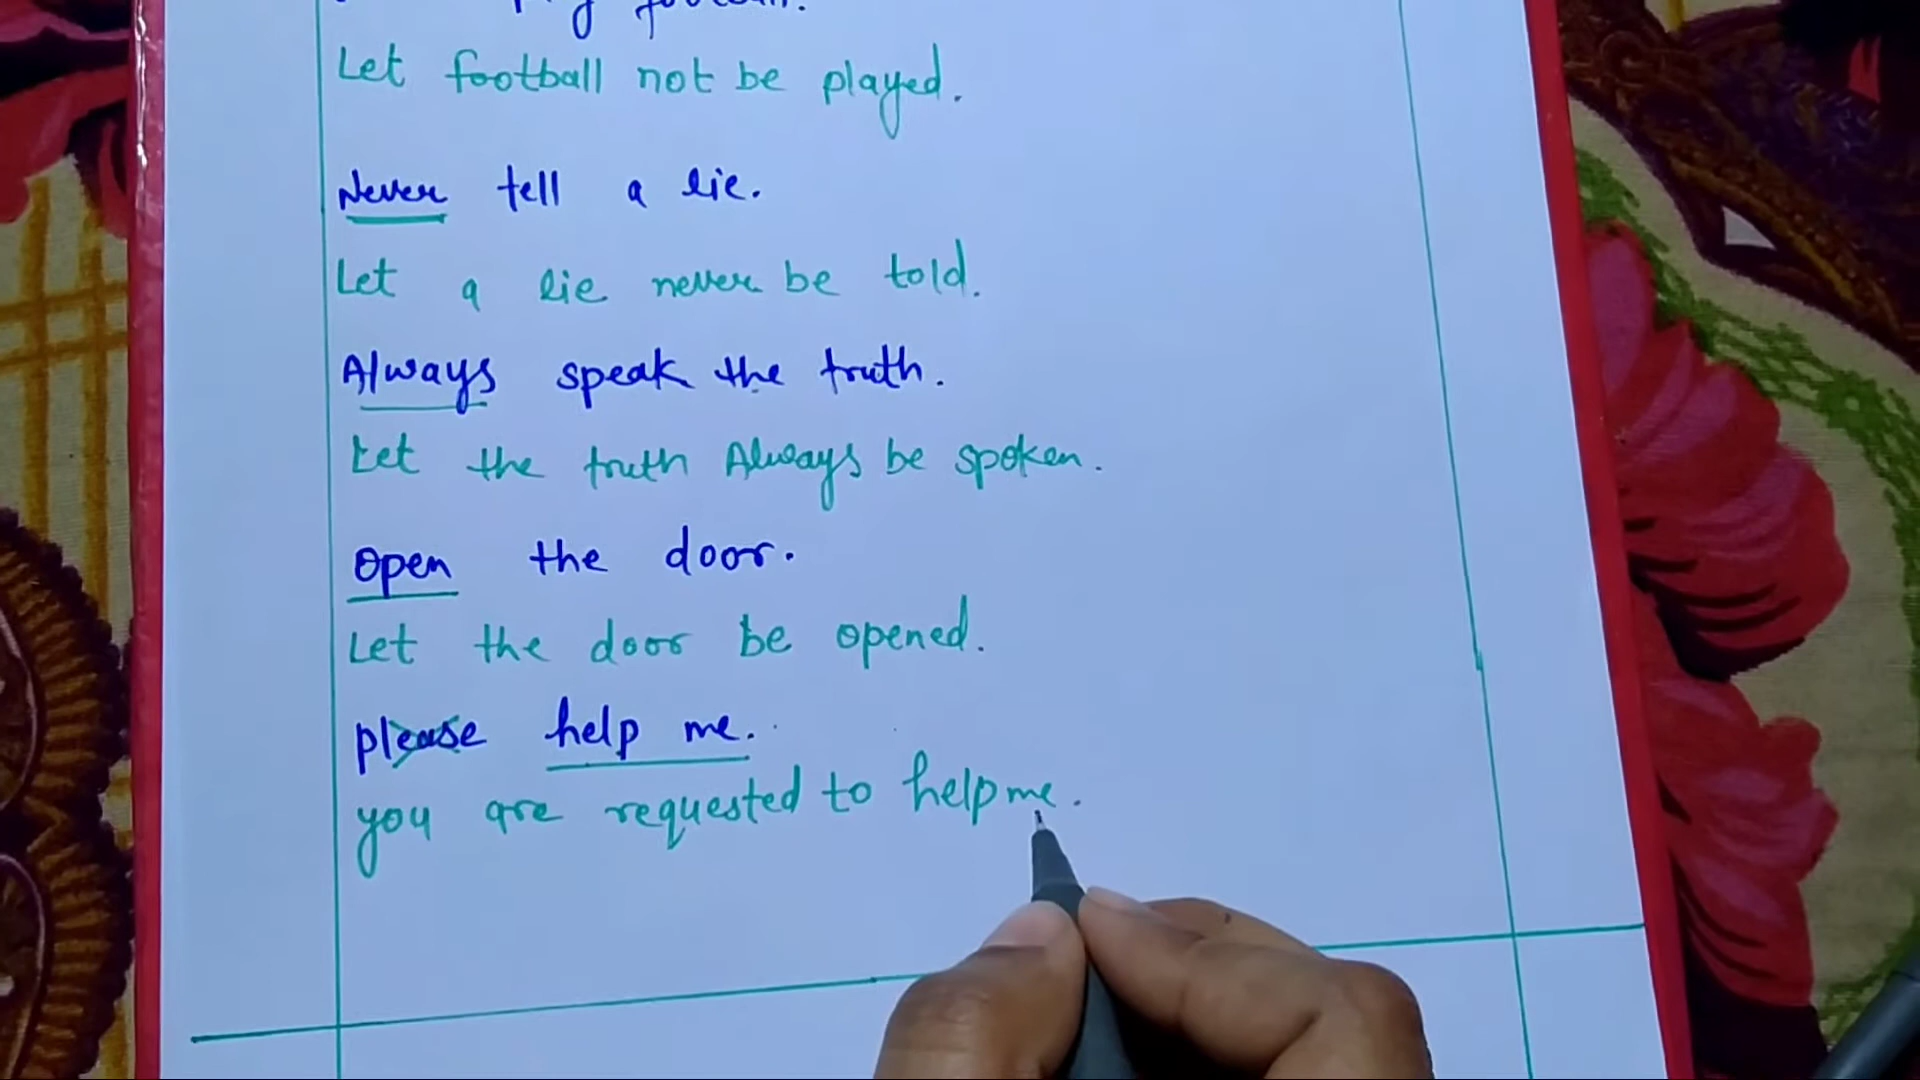 football.
Let football not be played.
Never tell a lie.
Let a lie never be told.
Always speak the truth.
Let the truth Always be spoken.
Open the door.
Let the door be opened.
please help me.
you are requested to help me.